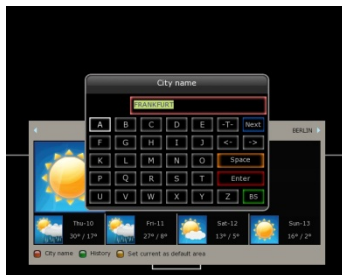 City name
FRANKFURT
A B C D E -T- Next
F G H I J <- ->
K L M N O Space
P Q R S T Enter
U V W X Y Z BS
BERLIN
Thu-10 Fri-11 Sat-12 Sun-13
30° / 17° 27° / 8° 13° / 5° 16° / 2°
City name History Set current as default area